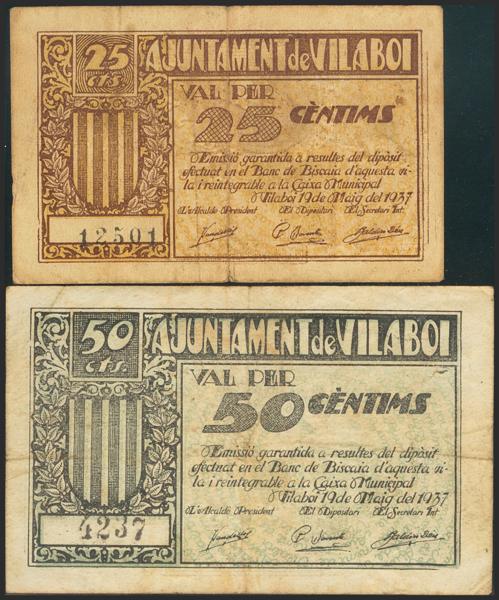 25
CTS.
AJUNTAMENT de VILABOI
VAL PER
25 CÈNTIMS
Emissió garantida a resultes del dipòsit
efectuat en el Banc de Biscaia d'aquesta vi-
la i reintegrable a la Caixa Municipal
Vilaboi 19 de Maig del 1937
L'Alcalde President El Dipositari El Secretari Int.
12501
50
CTS.
AJUNTAMENT de VILABOI
VAL PER
50 CÈNTIMS
Emissió garantida a resultes del dipòsit
efectuat en el Banc de Biscaia d'aquesta vi-
la i reintegrable a la Caixa Municipal
Vilaboi 19 de Maig del 1937
L'Alcalde President El Dipositari El Secretari Int
4237